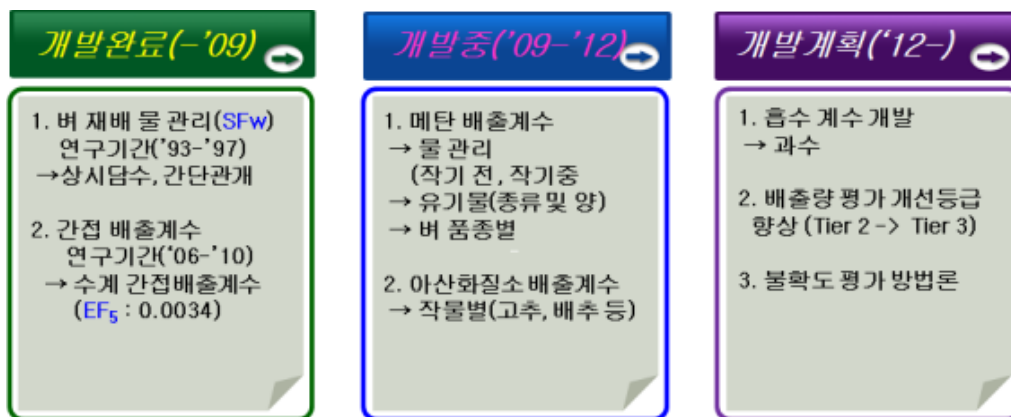 개발완료(-'09)
1. 벼 재배 물 관리(SFw)
연구기간('93-'97)
→상시담수, 간단관개
2. 간접 배출계수
연구기간('06-'10)
→ 수계 간접배출계수
(EF5 : 0.0034)
개발중('09-'12)
1. 메탄 배출계수
→ 물 관리
(작기 전, 작기중
→ 유기물(종류 및 양)
→ 벼 품종별
2. 아산화질소 배출계수
→ 작물별(고추, 배추 등)
개발계획('12-)
1. 흡수 계수 개발
→ 과수
2. 배출량 평가 개선등급
향상 (Tier 2 -> Tier 3)
3. 불확도 평가 방법론